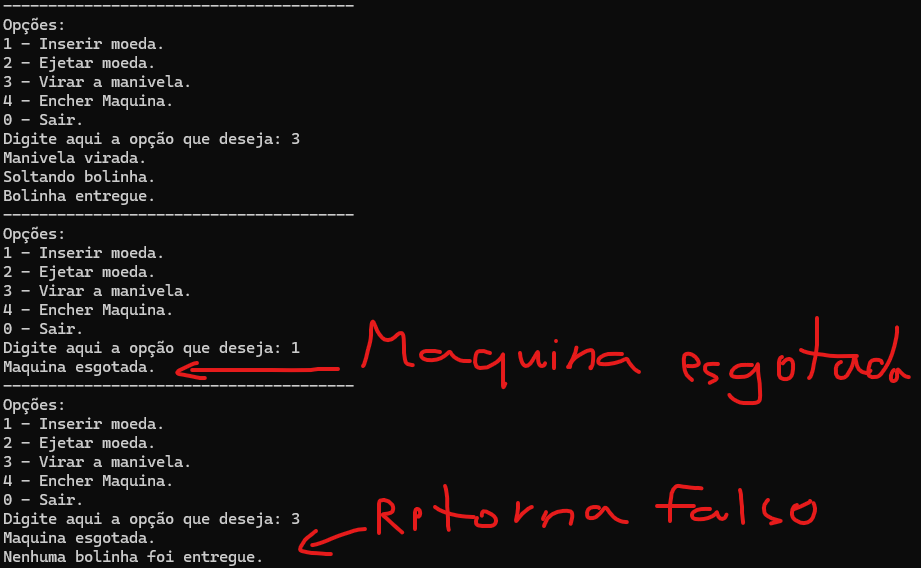 --------------------------------------
Opções:
1 - Inserir moeda.
2 - Ejetar moeda.
3 - Virar a manivela.
4 - Encher Maquina.
0 - Sair.
Digite aqui a opção que deseja: 3
Manivela virada.
Soltando bolinha.
Bolinha entregue.
--------------------------------------
Opções:
1 - Inserir moeda.
2 - Ejetar moeda.
3 - Virar a manivela.
4 - Encher Maquina.
0 - Sair.
Digite aqui a opção que deseja: 1
Maquina esgotada. Maquina esgotada
--------------------------------------
Opções:
1 - Inserir moeda.
2 - Ejetar moeda.
3 - Virar a manivela.
4 - Encher Maquina.
0 - Sair.
Digite aqui a opção que deseja: 3
Retorna falso
Maquina esgotada.
Nenhuma bolinha foi entregue.